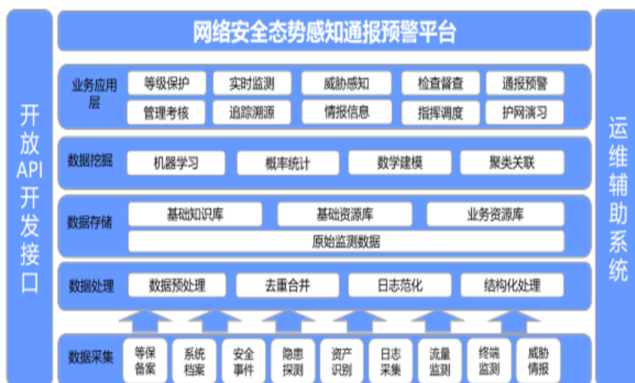 网络安全态势感知通报预警平台
开放API开发接口
业务应用层
等级保护 实时监测 威胁感知 检查督查 通报预警
管理考核 追踪溯源 情报信息 指挥调度 护网演习
数据挖掘
机器学习 概率统计 数学建模 聚类关联
数据存储
基础知识库 基础资源库 业务资源库
原始监测数据
数据处理
数据预处理 去重合并 日志范化 结构化处理
数据采集
等保备案 系统档案 安全事件 隐患探测 资产识别 日志采集 流量监测 终端监测 威胁情报
运维辅助系统